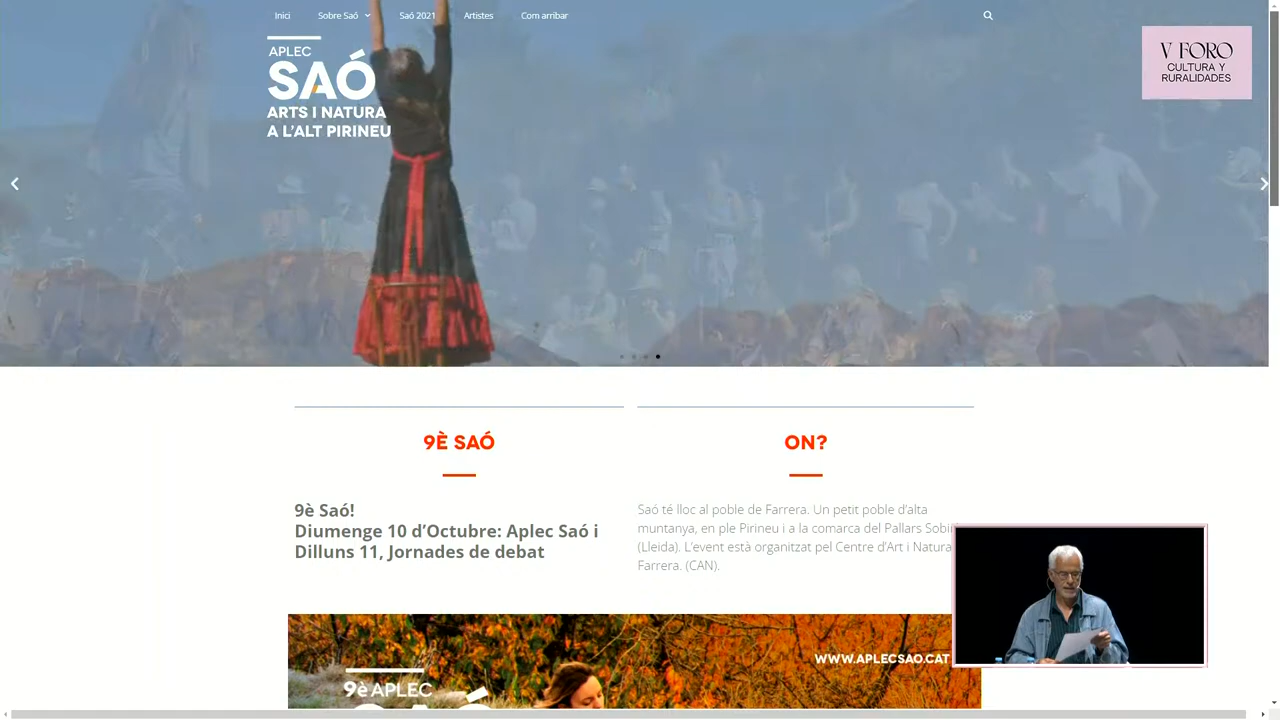 Inici
Sobre Saó
Saó 2021
Artistes
Com arribar
APLEC
SAÓ
ARTS I NATURA
A L'ALT PIRINEU
V FORO
CULTURA Y
RURALIDADES
9È SAÓ
9è Saó!
Diumenge 10 d'Octubre: Aplec Saó i
Dilluns 11, Jornades de debat
ON?
Saó té lloc al poble de Farrera. Un petit poble d'alta
muntanya, en ple Pirineu i a la comarca del Pallars
(Lleida). L'event està organitzat pel Centre d'Art i Natura
Farrera. (CAN).
WWW.APLECSAO.CAT
9è APLEC